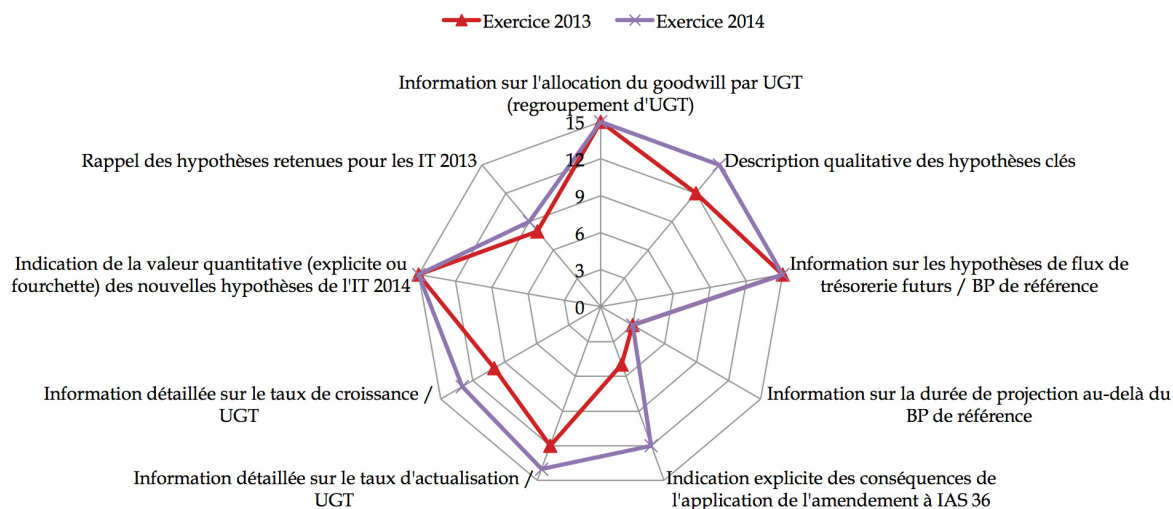 Exercice 2013 Exercice 2014
Information sur l'allocation du goodwill par UGT
(regroupement d'UGT)
15
12
9
6
3
0
Description qualitative des hypothèses clés
Information sur les hypothèses de flux de
trésorerie futurs / BP de référence
Information sur la durée de projection au-delà du
BP de référence
Indication explicite des conséquences de
l'application de l'amendement à IAS 36
Information détaillée sur le taux d'actualisation /
UGT
Information détaillée sur le taux de croissance /
UGT
Indication de la valeur quantitative (explicite ou
fourchette) des nouvelles hypothèses de l'IT 2014
Rappel des hypothèses retenues pour les IT 2013